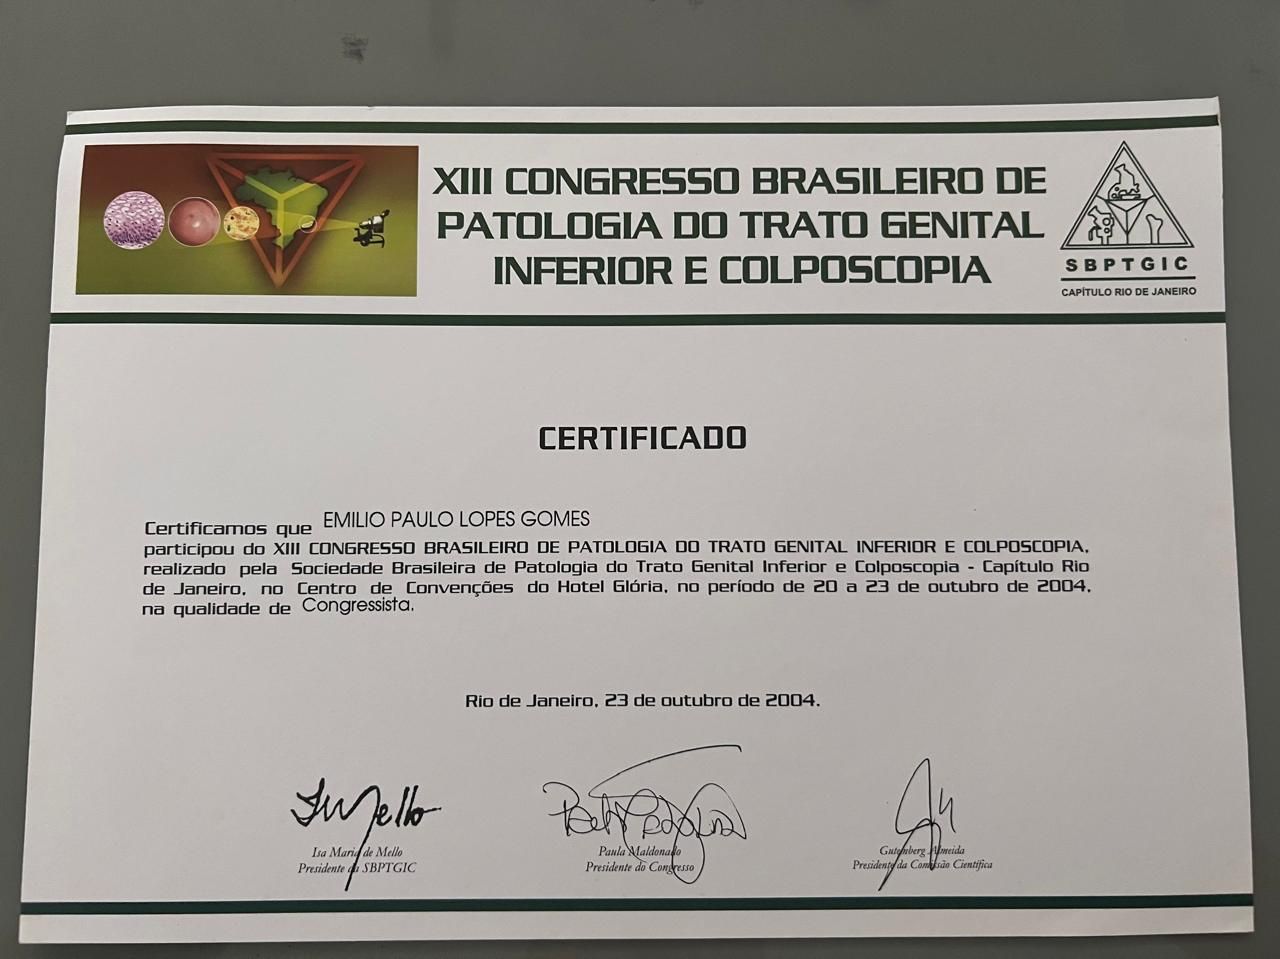 XIII CONGRESSO BRASILEIRO DE
PATOLOGIA DO TRATO GENITAL
INFERIOR E COLPOSCOPIA
SBPTGIC
CAPÍTULO RIO DE JANEIRO
CERTIFICADO
Certificamos que EMILIO PAULO LOPES GOMES
participou do XIII CONGRESSO BRASILEIRO DE PATOLOGIA DO TRATO GENITAL INFERIOR E COLPOSCOPIA,
realizado pela Sociedade Brasileira de Patologia do Trato Genital Inferior e Colposcopia - Capítulo Rio
de Janeiro, no Centro de Convenções do Hotel Glória, no período de 20 a 23 de outubro de 2004,
na qualidade de Congressista.
Rio de Janeiro, 23 de outubro de 2004.
Isa Maria de Mello
Presidente da SBPTGIC
Paula Maldonado
Presidente do Congresso
Gutemberg Almeida
Presidente da Comissão Científica